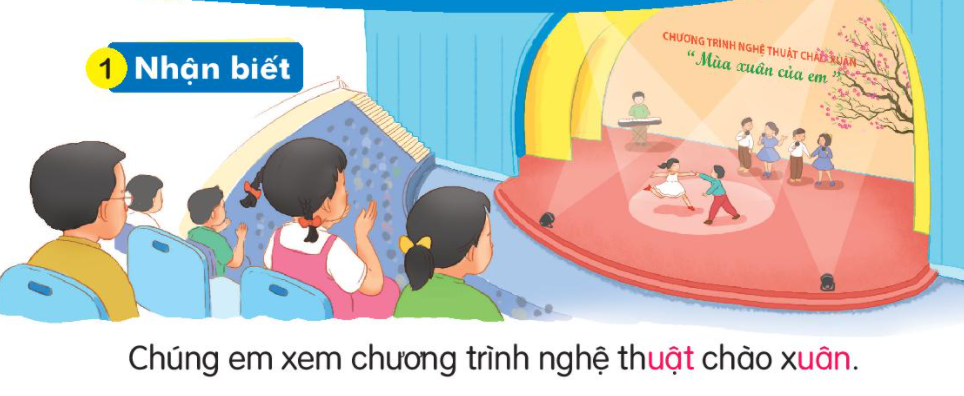 1 Nhận biết
CHƯƠNG TRÌNH NGHỆ THUẬT CHÀO XUÂN
“Mùa xuân của em”
Chúng em xem chương trình nghệ thuật chào xuân.